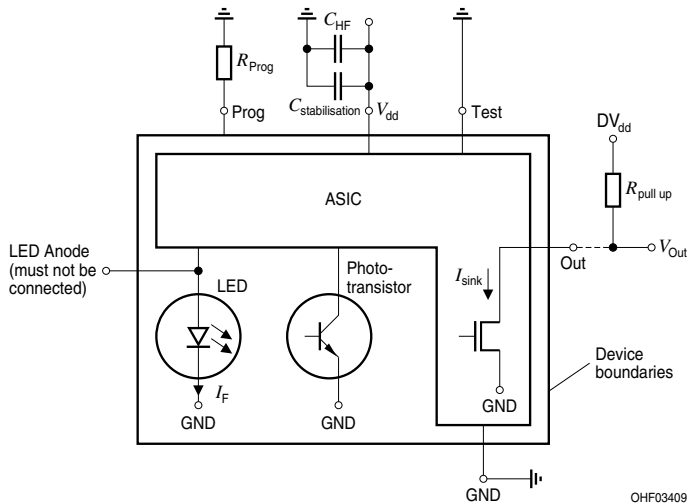 C_HF
R_Prog
C_stabilisation
V_dd
Prog
Test
DV_dd
R_pull up
ASIC
LED Anode
(must not be
connected)
Photo-
transistor
LED
I_sink
Out
V_Out
Device
boundaries
I_F
GND
GND
GND
GND
OHF03409